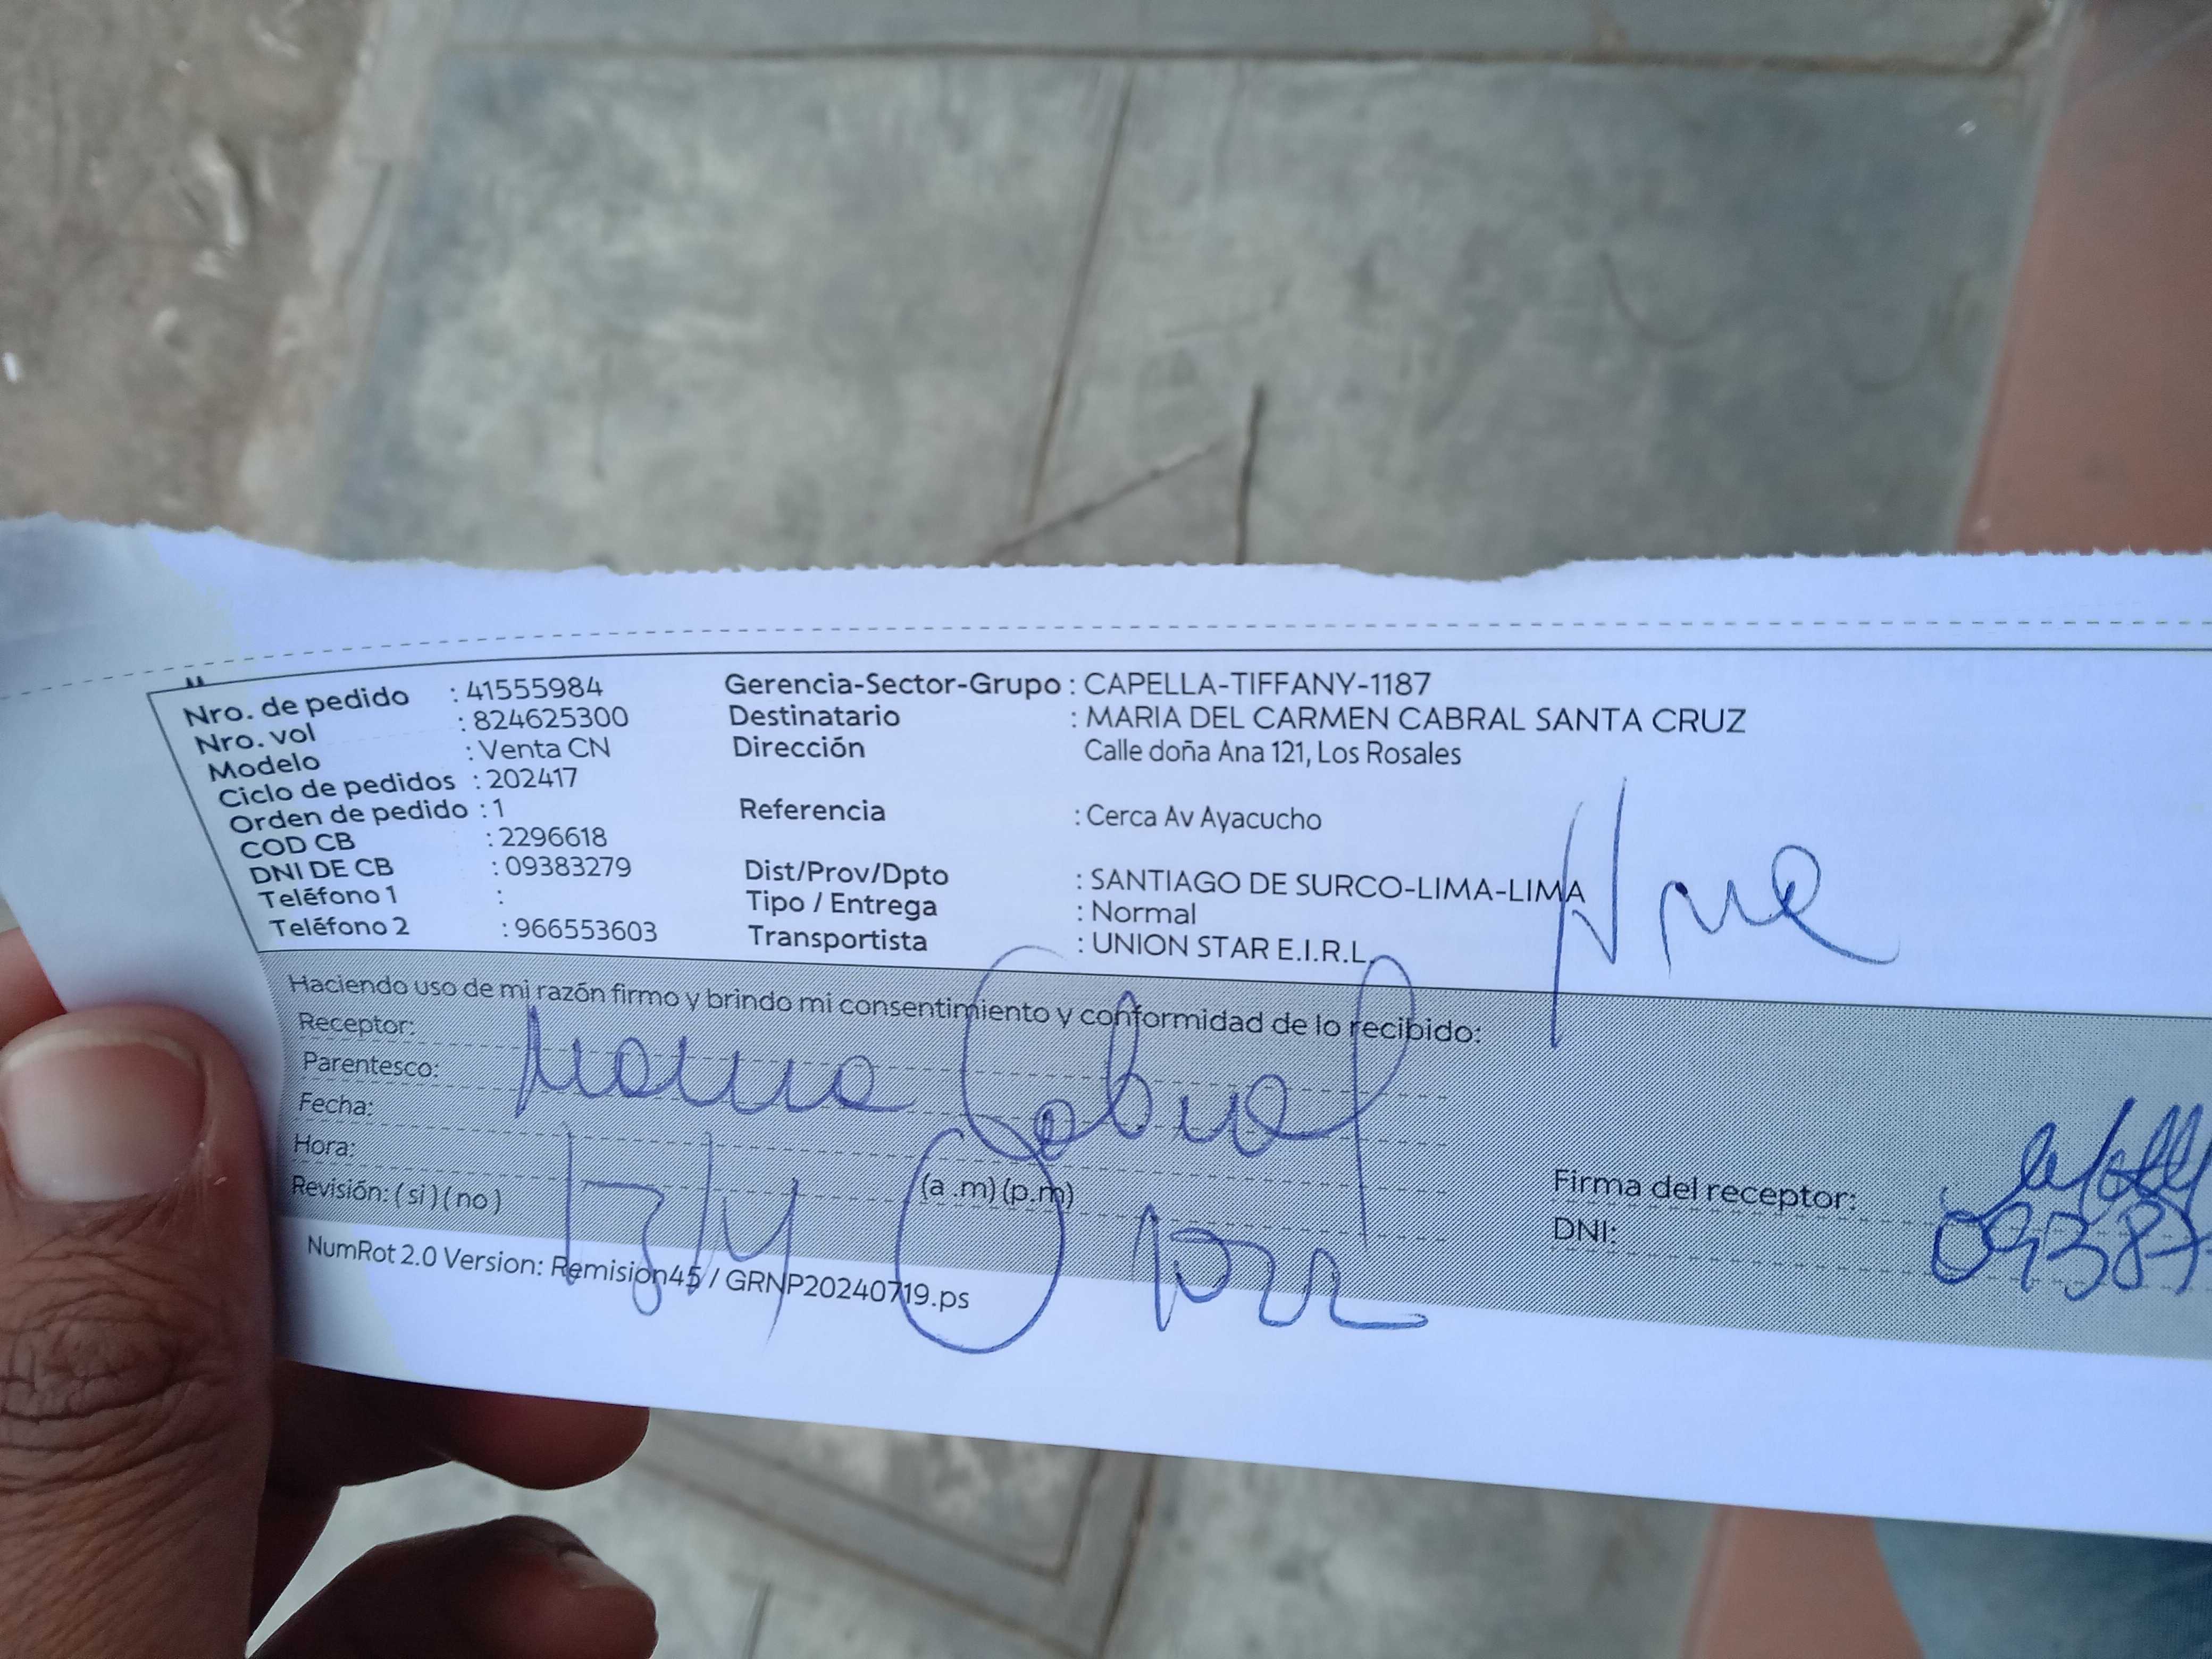 Nro. de pedido : 41555984
Nro. vol : 824625300
Modelo : Venta CN
Ciclo de pedidos : 202417
Orden de pedido : 1
COD CB : 2296618
DNI DE CB : 09383279
Teléfono 1 :
Teléfono 2 : 966553603
Gerencia-Sector-Grupo : CAPELLA-TIFFANY-1187
Destinatario : MARIA DEL CARMEN CABRAL SANTA CRUZ
Dirección Calle doña Ana 121, Los Rosales
Referencia : Cerca Av Ayacucho
Dist/Prov/Dpto : SANTIAGO DE SURCO-LIMA-LIMA
Tipo / Entrega : Normal
Transportista : UNION STAR E.I.R.L.
Haciendo uso de mi razón firmo y brindo mi consentimiento y conformidad de lo recibido:
Receptor:
Parentesco:
Maria Cabral
Fecha:
Hora:
(a .m) (p.m)
Revisión: ( si ) ( no )
Firma del receptor:
DNI: 09387
NumRot 2.0 Version: Remision45 / GRNP20240719.ps